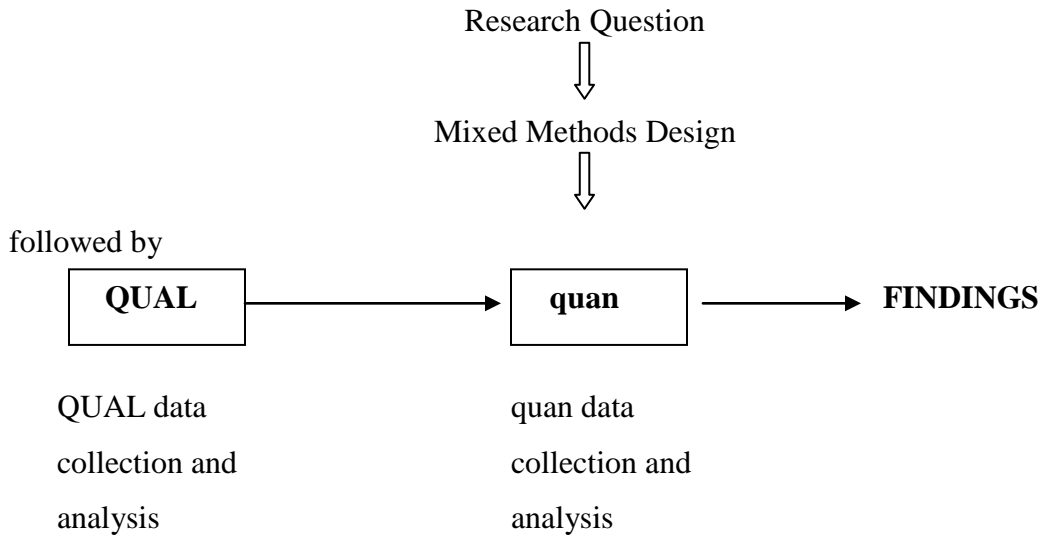 Research Question
Mixed Methods Design
followed by
QUAL
quan
FINDINGS
QUAL data
collection and
analysis
quan data
collection and
analysis